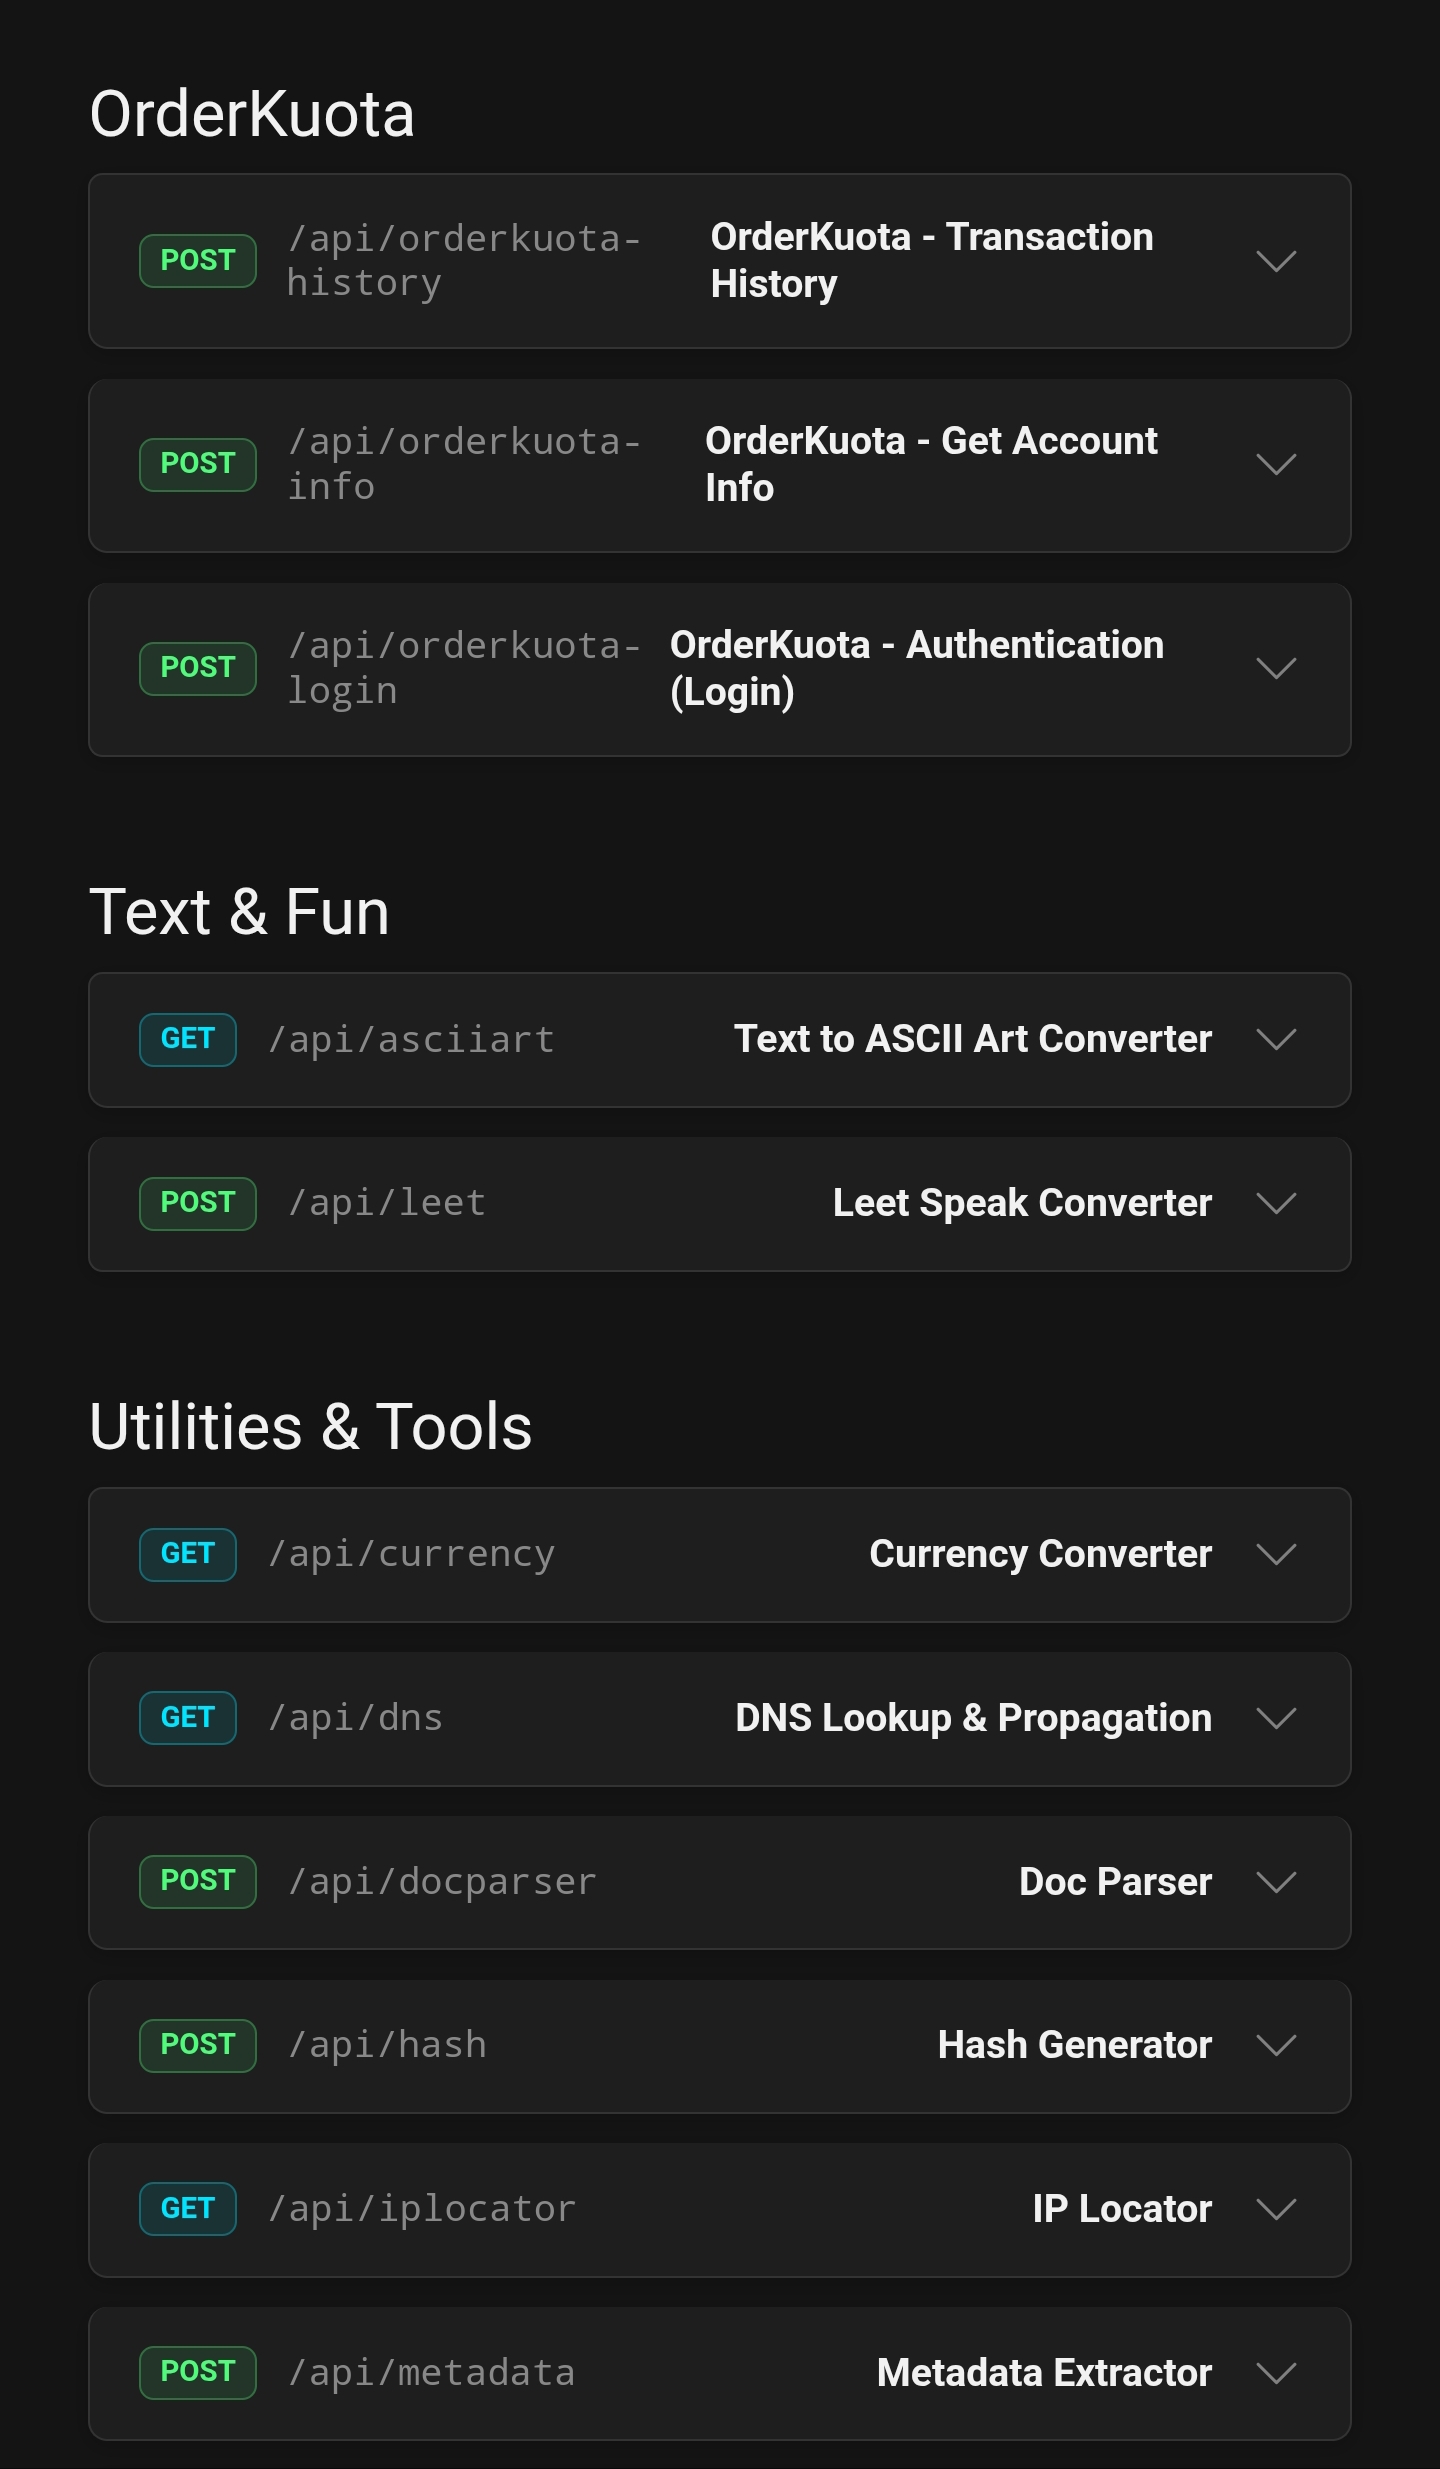 OrderKuota
POST /api/orderkuota- OrderKuota - Transaction
history History
POST /api/orderkuota- OrderKuota - Get Account
info Info
POST /api/orderkuota- OrderKuota - Authentication
login (Login)
Text & Fun
GET /api/asciiart Text to ASCII Art Converter
POST /api/leet Leet Speak Converter
Utilities & Tools
GET /api/currency Currency Converter
GET /api/dns DNS Lookup & Propagation
POST /api/docparser Doc Parser
POST /api/hash Hash Generator
GET /api/iplocator IP Locator
POST /api/metadata Metadata Extractor